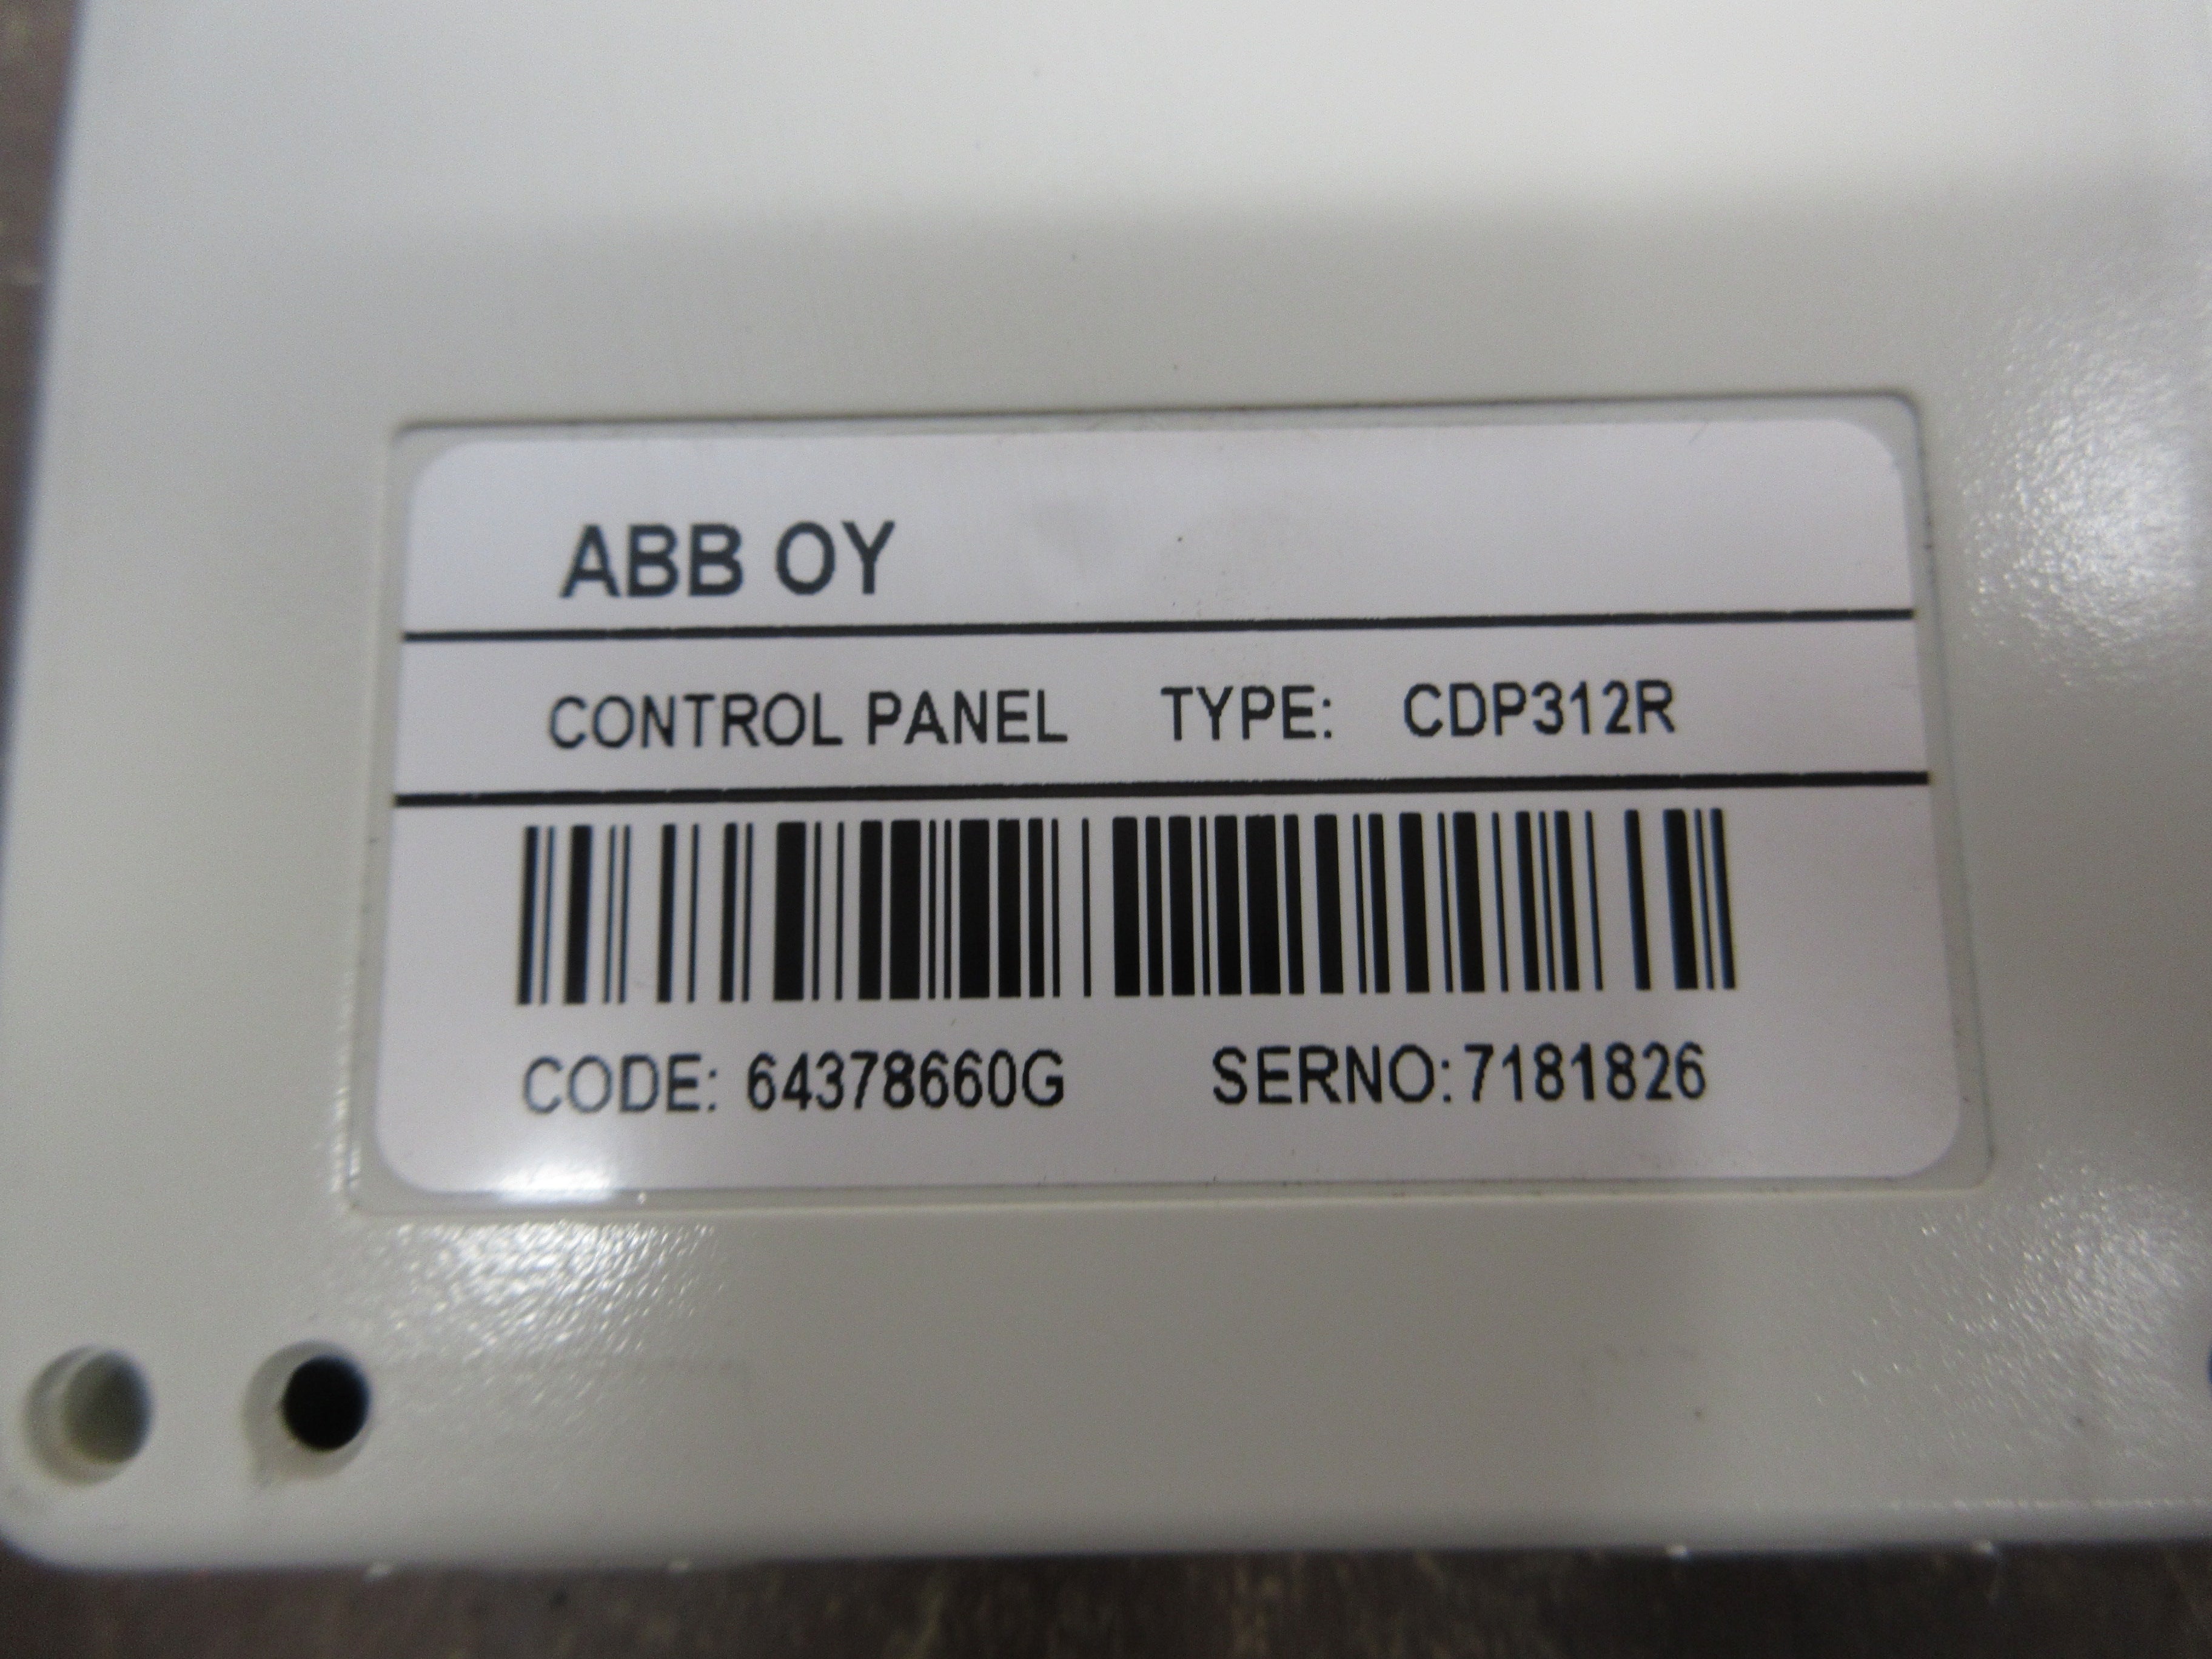 ABB OY
CONTROL PANEL TYPE: CDP312R
CODE: 64378660G SERNO: 7181826